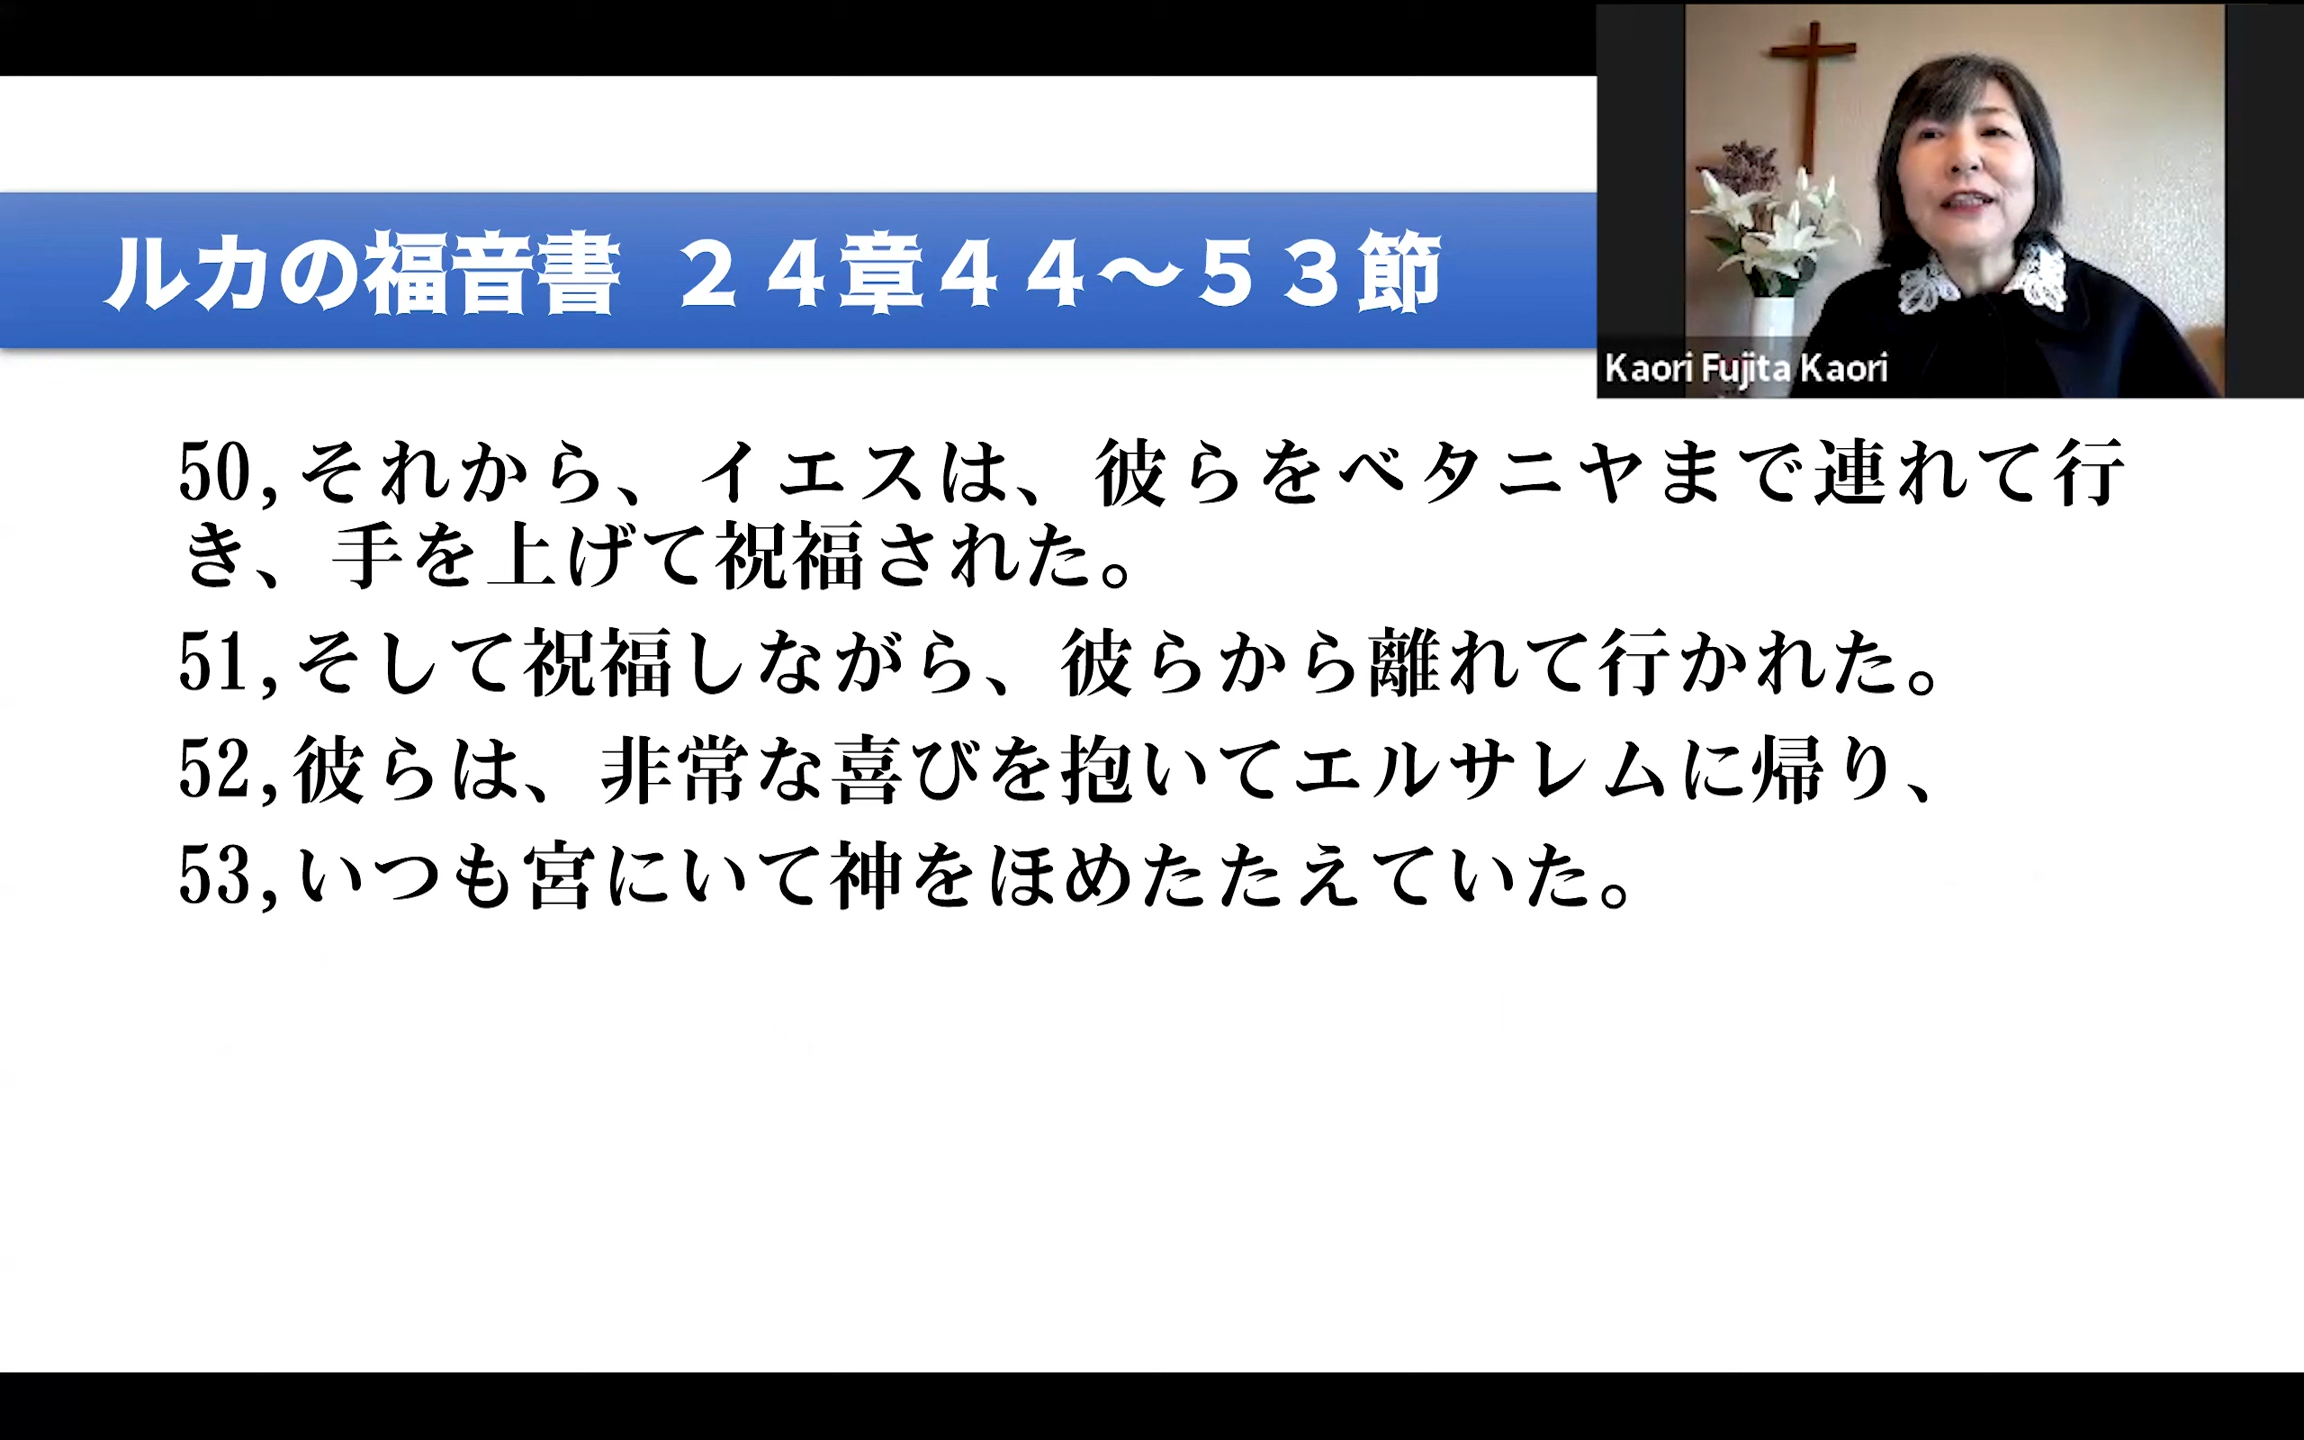 ルカの福音書 ２４章４４～５３節
Kaori Fujita Kaori
50,それから、イエスは、彼らをベタニヤまで連れて行
き、手を上げて祝福された。
51,そして祝福しながら、彼らから離れて行かれた。
52,彼らは、非常な喜びを抱いてエルサレムに帰り、
53,いつも宮にいて神をほめたたえていた。